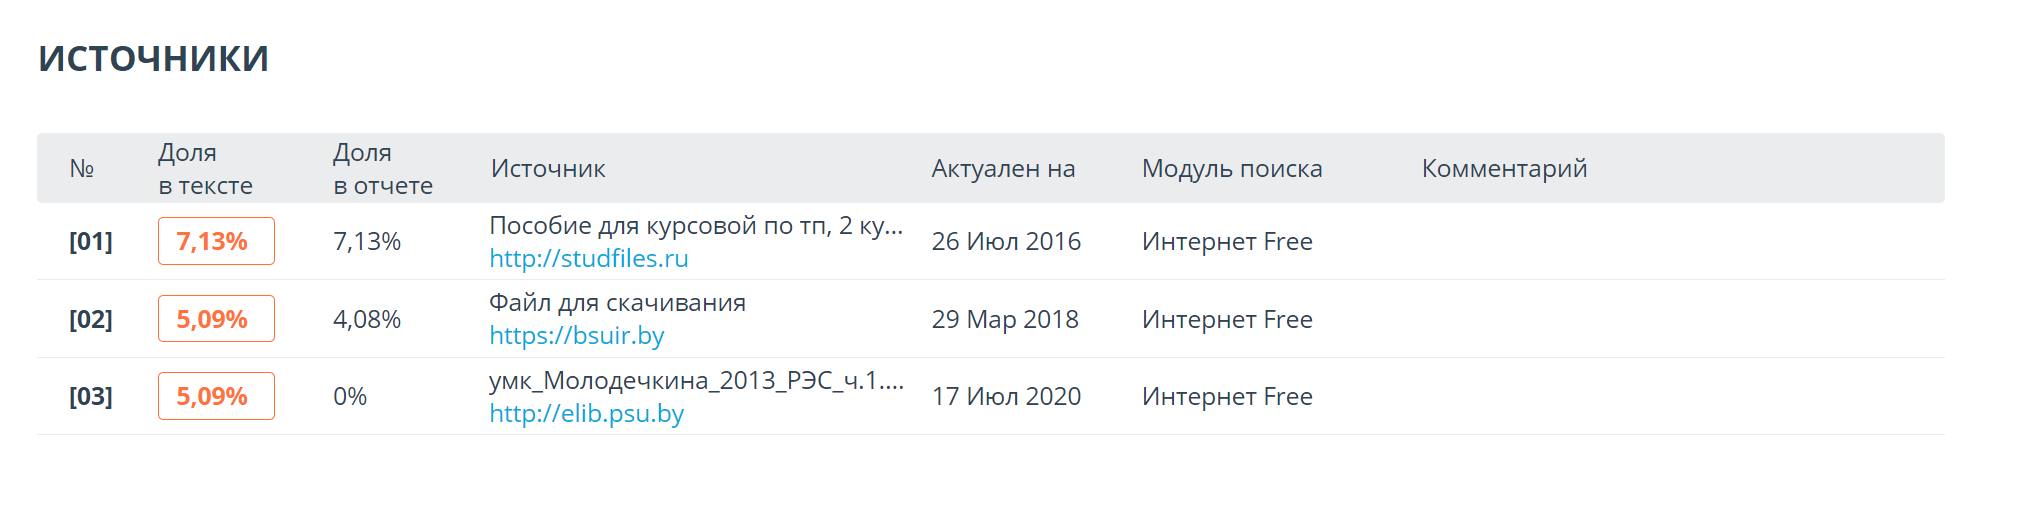 ИСТОЧНИКИ
№ Доля в тексте Доля в отчете Источник Актуален на Модуль поиска Комментарий
[01] 7,13% 7,13% Пособие для курсовой по тп, 2 ку... 26 Июл 2016 Интернет Free
http://studfiles.ru
[02] 5,09% 4,08% Файл для скачивания 29 Мар 2018 Интернет Free
https://bsuir.by
[03] 5,09% 0% умк_Молодечкина_2013_РЭС_ч.1.... 17 Июл 2020 Интернет Free
http://elib.psu.by